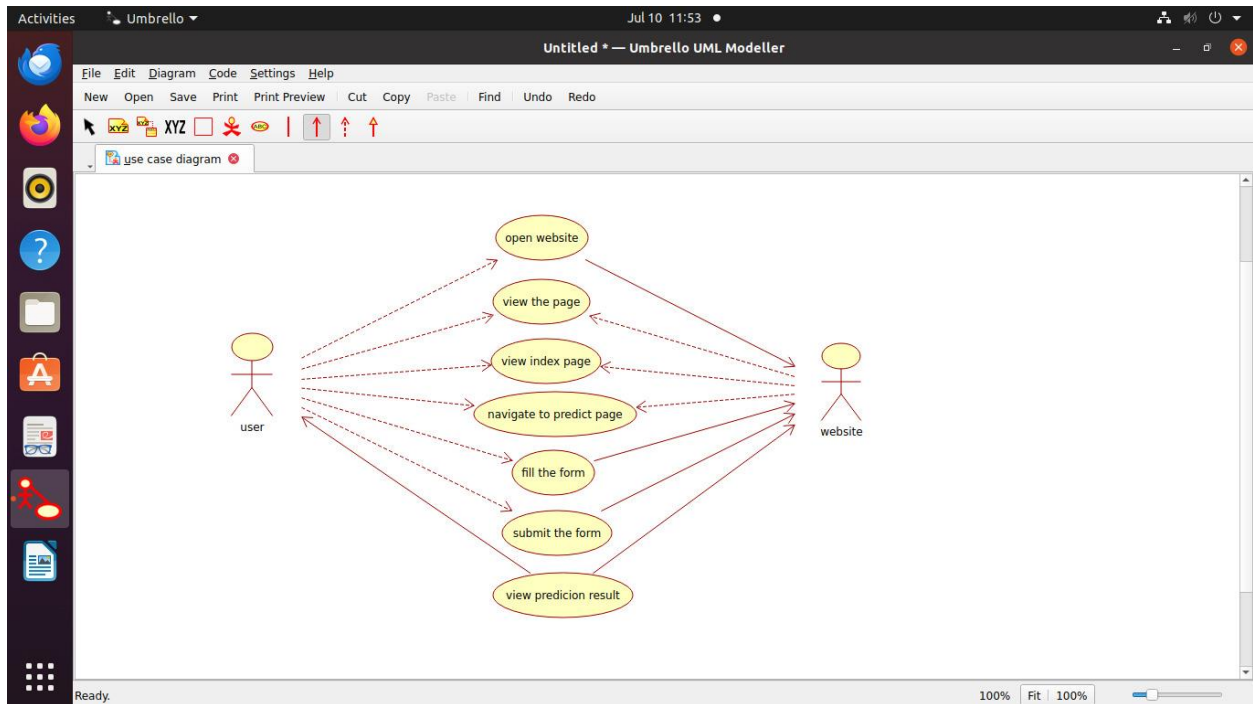 Activities Umbrello Jul 10 11:53
Untitled * — Umbrello UML Modeller
File Edit Diagram Code Settings Help
New Open Save Print Print Preview Cut Copy Paste Find Undo Redo
XYZ XYZ XYZ ABC
use case diagram
open website
view the page
view index page
user
navigate to predict page
website
fill the form
submit the form
view predicion result
Ready. 100% Fit 100%